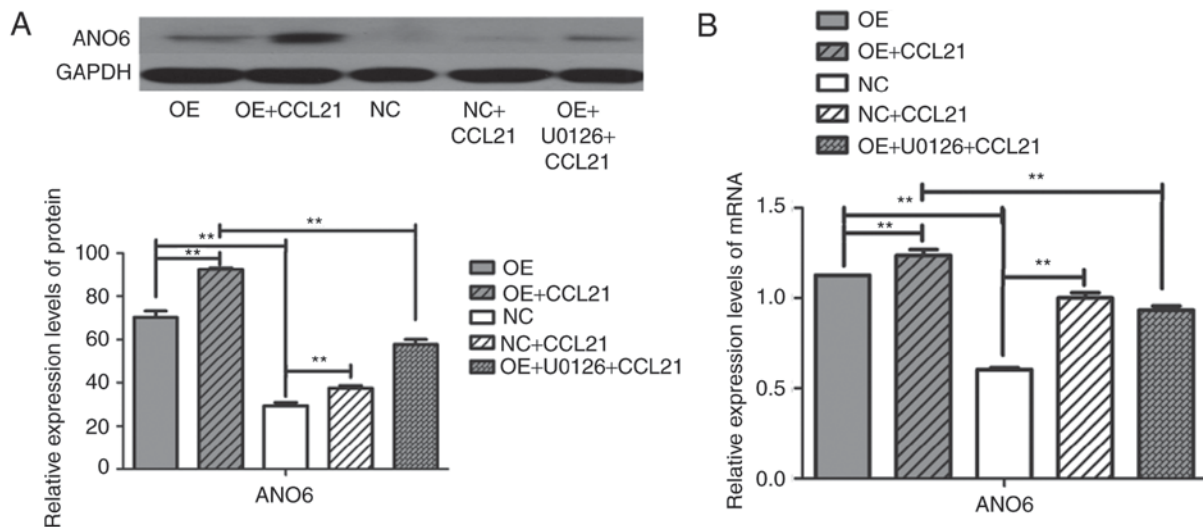 A
ANO6
GAPDH
OE
OE+CCL21
NC
NC+
CCL21
OE+
U0126+
CCL21
Relative expression levels of protein
100
80
60
40
20
0
**
**
**
**
ANO6
OE
OE+CCL21
NC
NC+CCL21
OE+U0126+CCL21
B
OE
OE+CCL21
NC
NC+CCL21
OE+U0126+CCL21
Relative expression levels of mRNA
1.5
1.0
0.5
0.0
**
**
**
**
ANO6